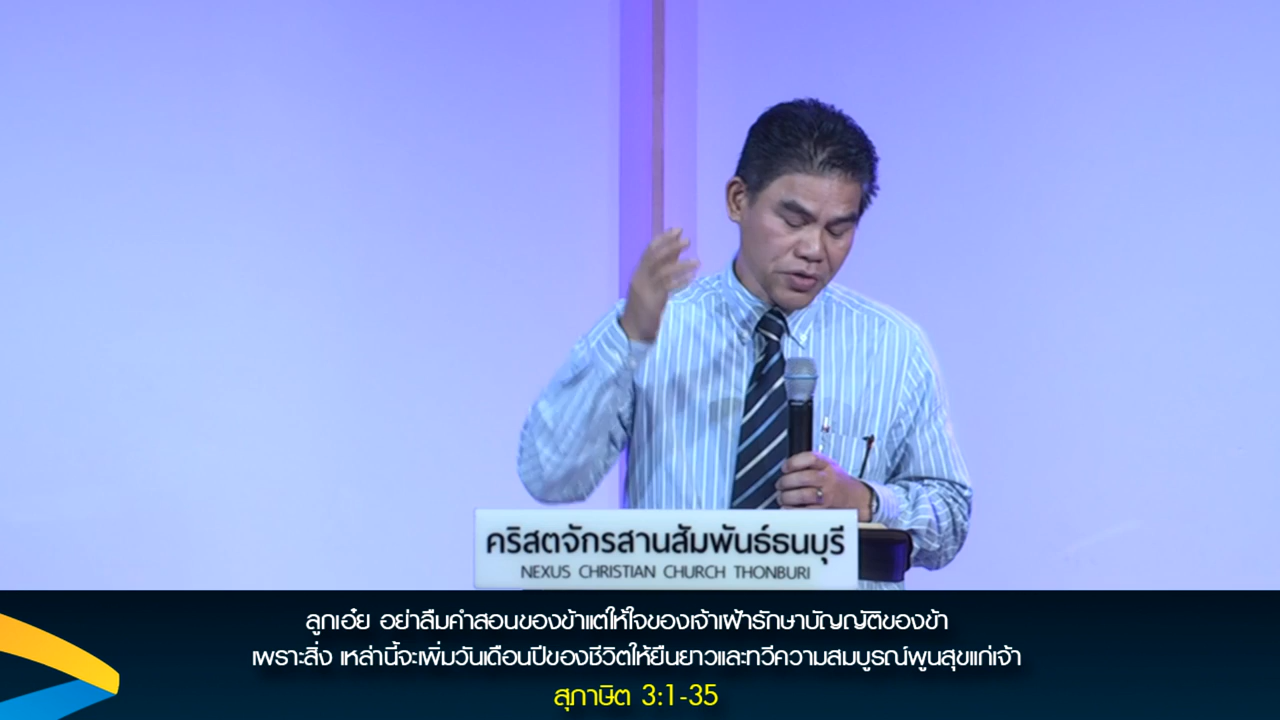 คริสตจักรสานสัมพันธ์ธนบุรี
NEXUS CHRISTIAN CHURCH THONBURI
ลูกเอ๋ย อย่าลืมคำสอนของข้าแต่ให้ใจของเจ้าเฝ้ารักษาบัญญัติของข้า
เพราะสิ่ง เหล่านี้จะเพิ่มวันเดือนปีของชีวิตให้ยืนยาวและทวีความสมบูรณ์พูนสุขแก่เจ้า
สุภาษิต 3:1-35